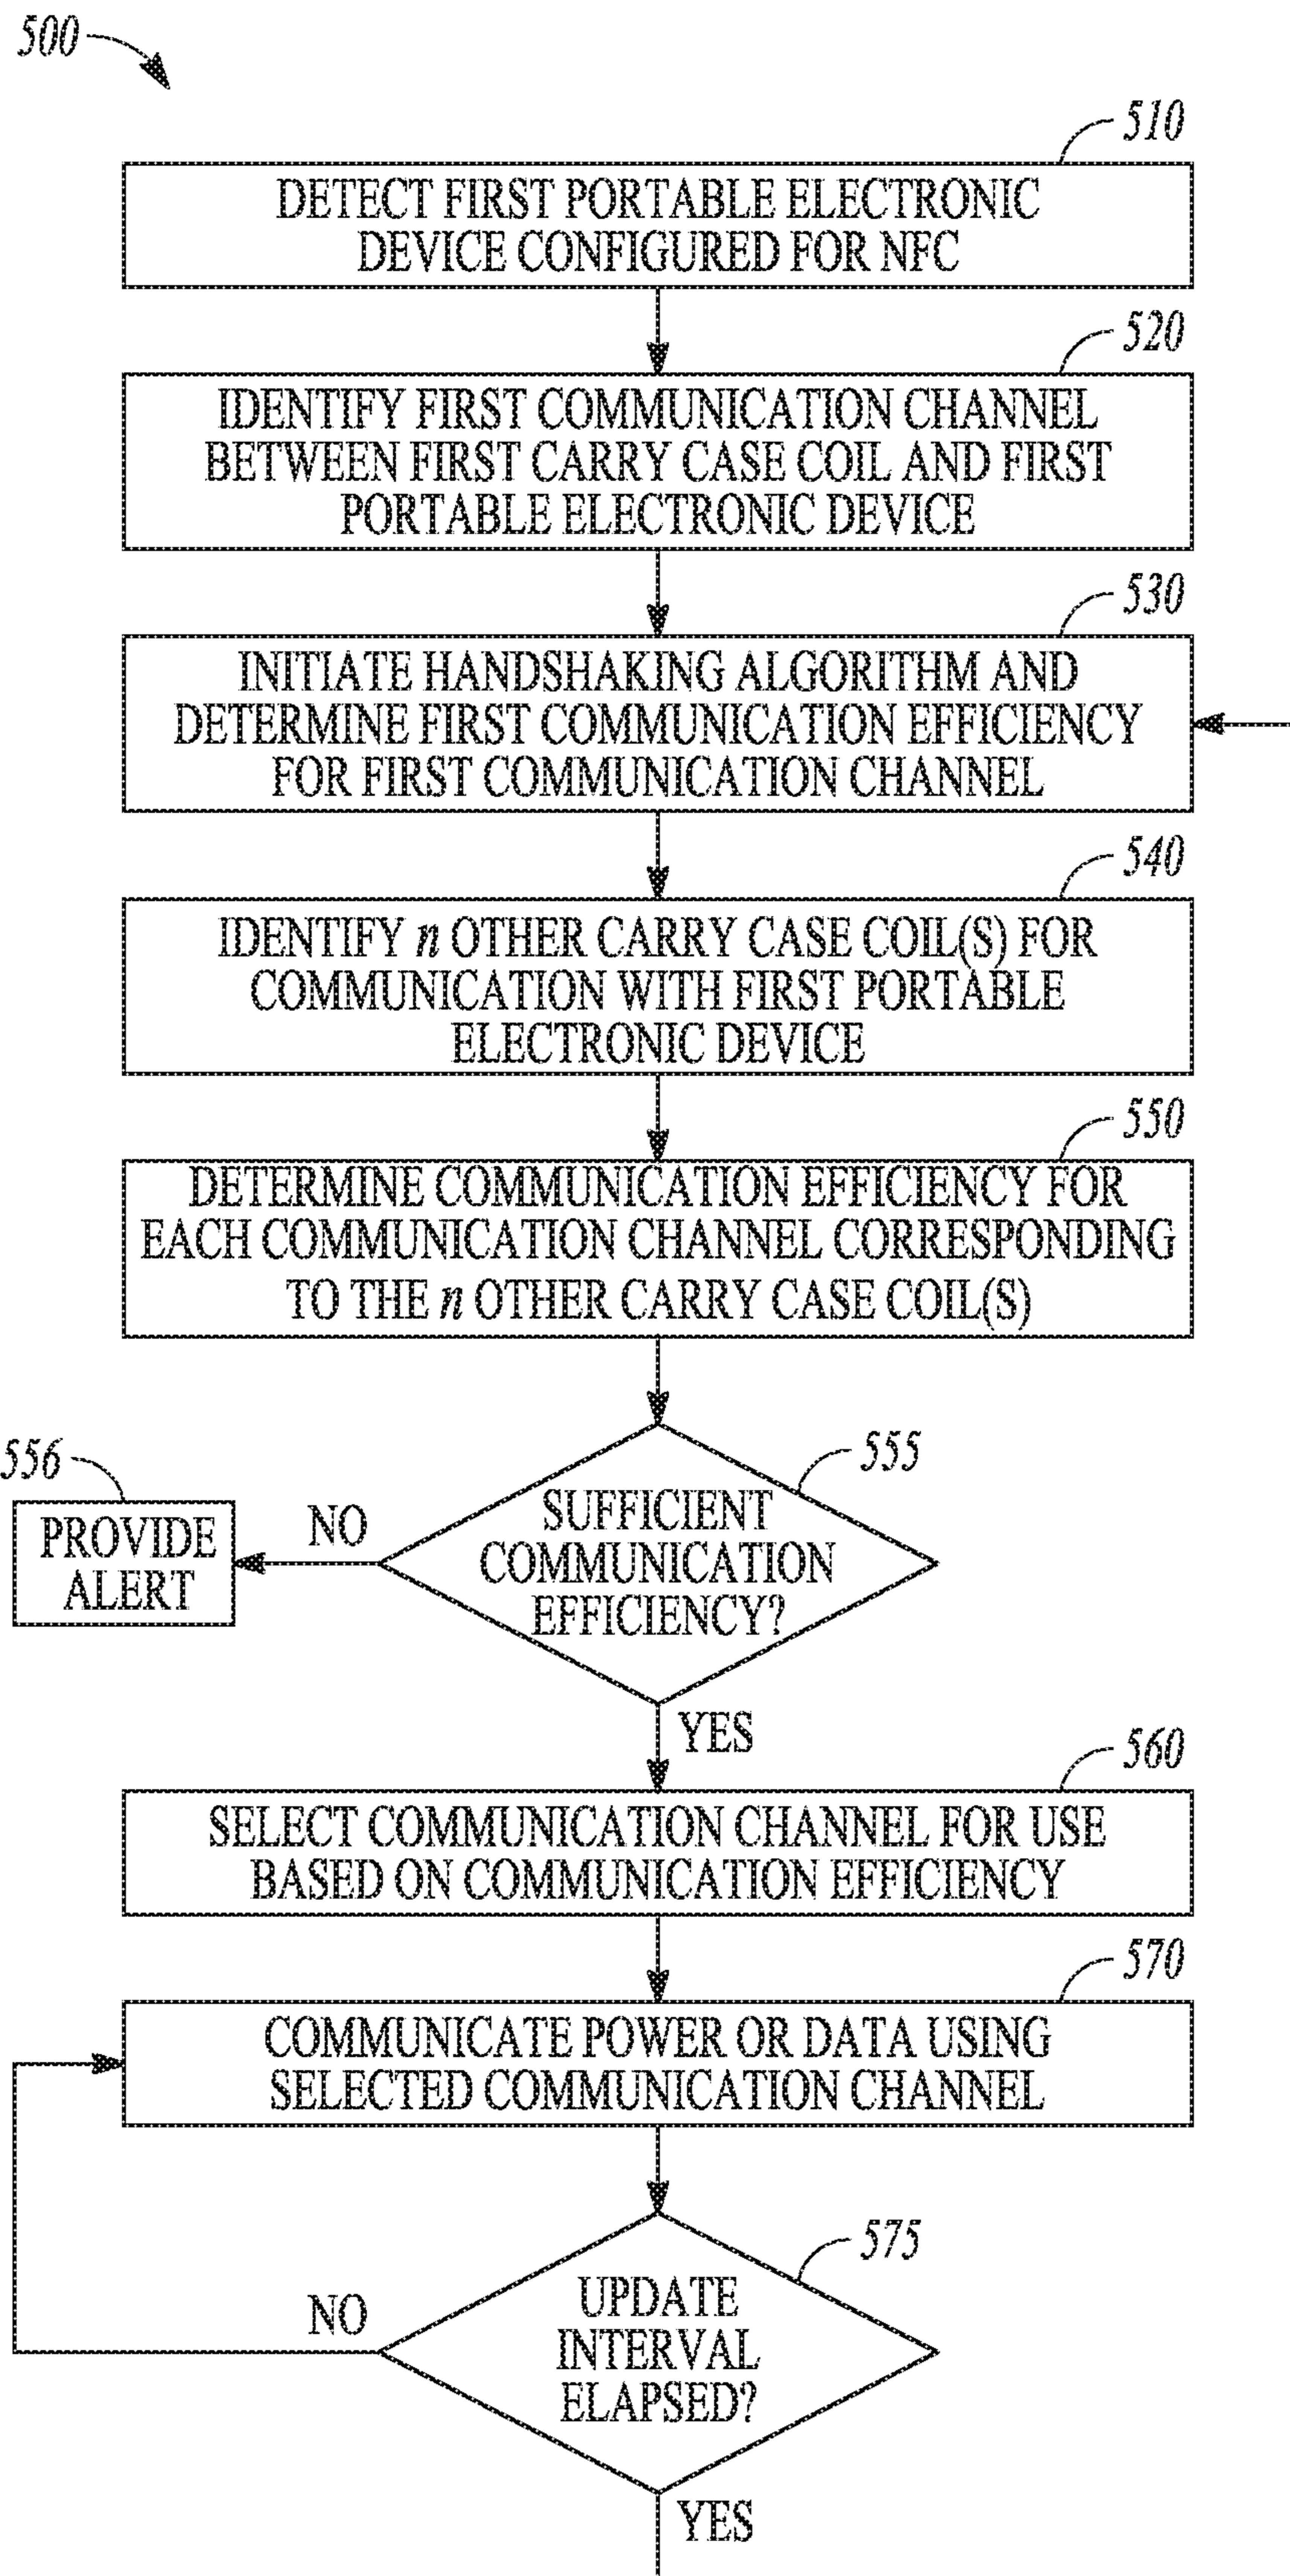 500
510
DETECT FIRST PORTABLE ELECTRONIC
DEVICE CONFIGURED FOR NFC
520
IDENTIFY FIRST COMMUNICATION CHANNEL
BETWEEN FIRST CARRY CASE COIL AND FIRST
PORTABLE ELECTRONIC DEVICE
530
INITIATE HANDSHAKING ALGORITHM AND
DETERMINE FIRST COMMUNICATION EFFICIENCY
FOR FIRST COMMUNICATION CHANNEL
540
IDENTIFY n OTHER CARRY CASE COIL(S) FOR
COMMUNICATION WITH FIRST PORTABLE
ELECTRONIC DEVICE
550
DETERMINE COMMUNICATION EFFICIENCY FOR
EACH COMMUNICATION CHANNEL CORRESPONDING
TO THE n OTHER CARRY CASE COIL(S)
555
SUFFICIENT
COMMUNICATION
EFFICIENCY?
NO
556
PROVIDE
ALERT
YES
560
SELECT COMMUNICATION CHANNEL FOR USE
BASED ON COMMUNICATION EFFICIENCY
570
COMMUNICATE POWER OR DATA USING
SELECTED COMMUNICATION CHANNEL
575
UPDATE
INTERVAL
ELAPSED?
NO
YES